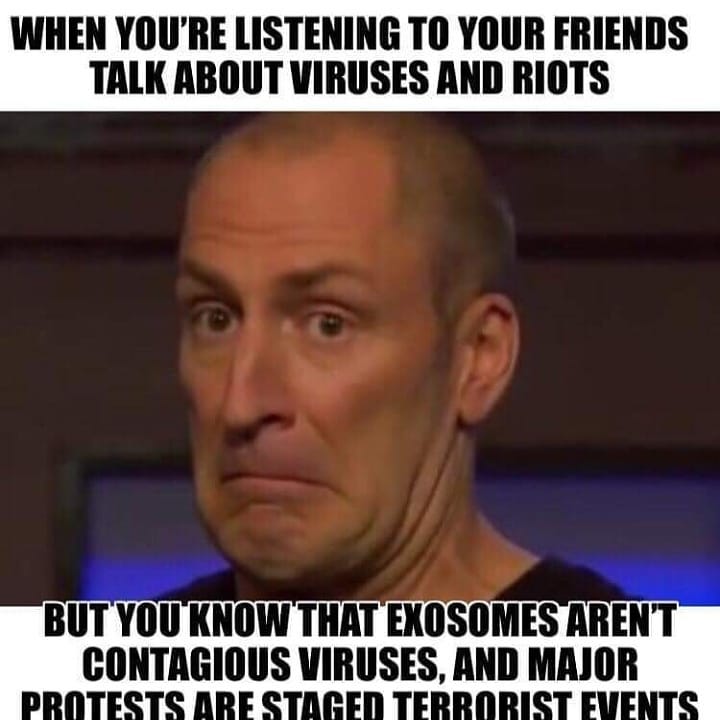 WHEN YOU'RE LISTENING TO YOUR FRIENDS
TALK ABOUT VIRUSES AND RIOTS
BUT YOU KNOW THAT EXOSOMES AREN'T
CONTAGIOUS VIRUSES, AND MAJOR
PROTESTS ARE STAGED TERRORIST EVENTS